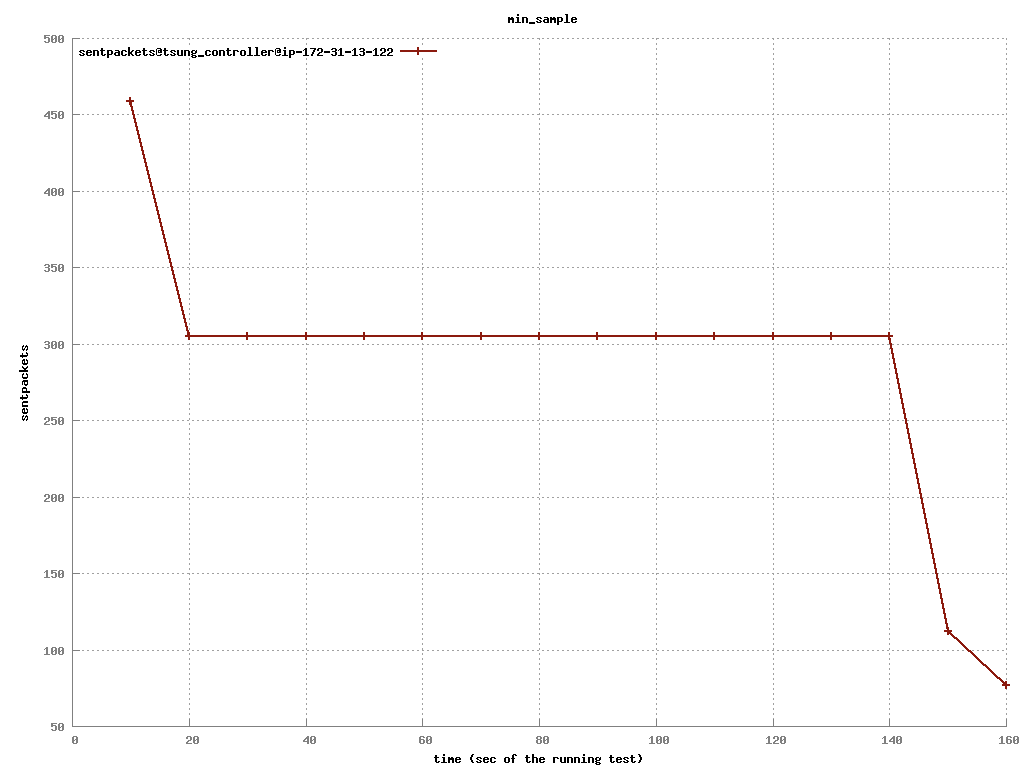 min_sample
500
sentpackets@tsung_controller@ip-172-31-13-122
450
400
350
300
sentpackets
250
200
150
100
50
0 20 40 60 80 100 120 140 160
time (sec of the running test)